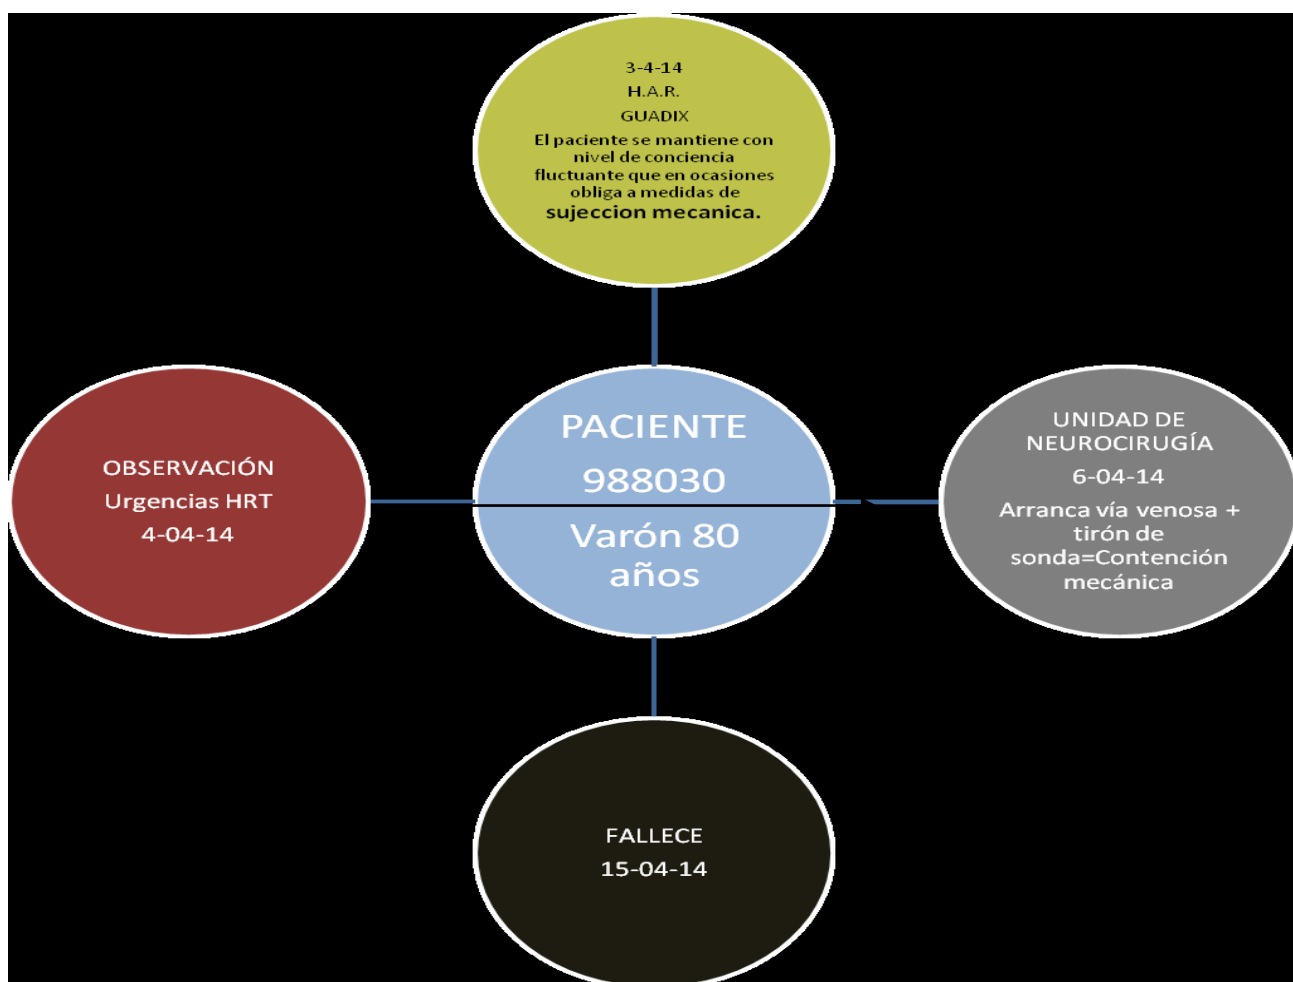 3-4-14
H.A.R.
GUADIX
El paciente se mantiene con
nivel de conciencia
fluctuante que en ocasiones
obliga a medidas de
sujeccion mecanica.
OBSERVACIÓN
Urgencias HRT
4-04-14
PACIENTE
988030
Varón 80
años
UNIDAD DE
NEUROCIRUGÍA
6-04-14
Arranca vía venosa +
tirón de
sonda=Contención
mecánica
FALLECE
15-04-14